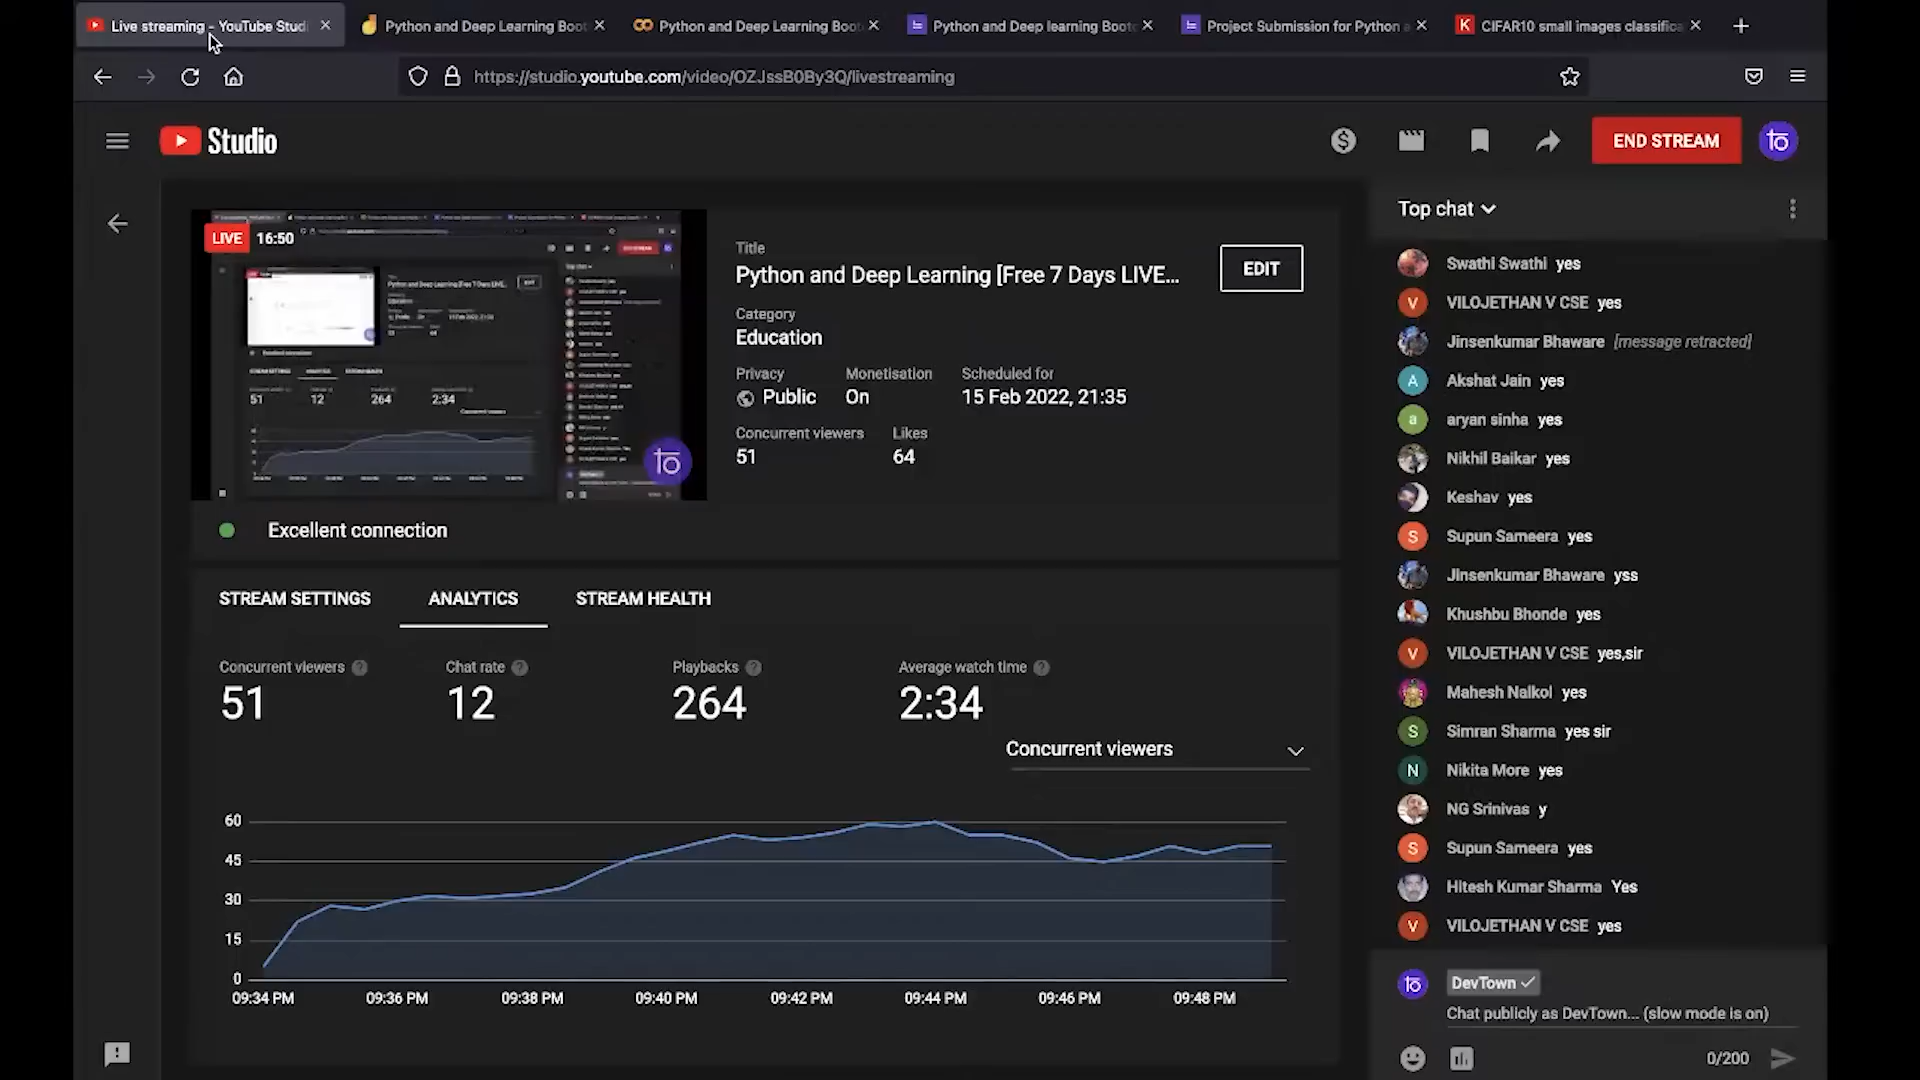 Live streaming - YouTube Studi
Python and Deep Learning Boot
Python and Deep Learning Boo
Python and Deep learning Boot
Project Submission for Python a
CIFAR10 small images classifica
https://studio.youtube.com/video/OZJssB0By3Q/livestreaming
Studio
END STREAM
LIVE 16:50
Title
Python and Deep Learning [Free 7 Days LIVE...
EDIT
Category
Education
Privacy
Monetisation
Scheduled for
Public
On
15 Feb 2022, 21:35
Concurrent viewers
Likes
51
64
Excellent connection
STREAM SETTINGS
ANALYTICS
STREAM HEALTH
Concurrent viewers
Chat rate
Playbacks
Average watch time
51
12
264
2:34
Concurrent viewers
60
45
30
15
0
09:34 PM
09:36 PM
09:38 PM
09:40 PM
09:42 PM
09:44 PM
09:46 PM
09:48 PM
Top chat
Swathi Swathi yes
VILOJETHAN V CSE yes
Jinsenkumar Bhaware [message retracted]
Akshat Jain yes
aryan sinha yes
Nikhil Baikar yes
Keshav yes
Supun Sameera yes
Jinsenkumar Bhaware yss
Khushbu Bhonde yes
VILOJETHAN V CSE yes,sir
Mahesh Nalkol yes
Simran Sharma yes sir
Nikita More yes
NG Srinivas y
Supun Sameera yes
Hitesh Kumar Sharma Yes
VILOJETHAN V CSE yes
DevTown
Chat publicly as DevTown... (slow mode is on)
0/200